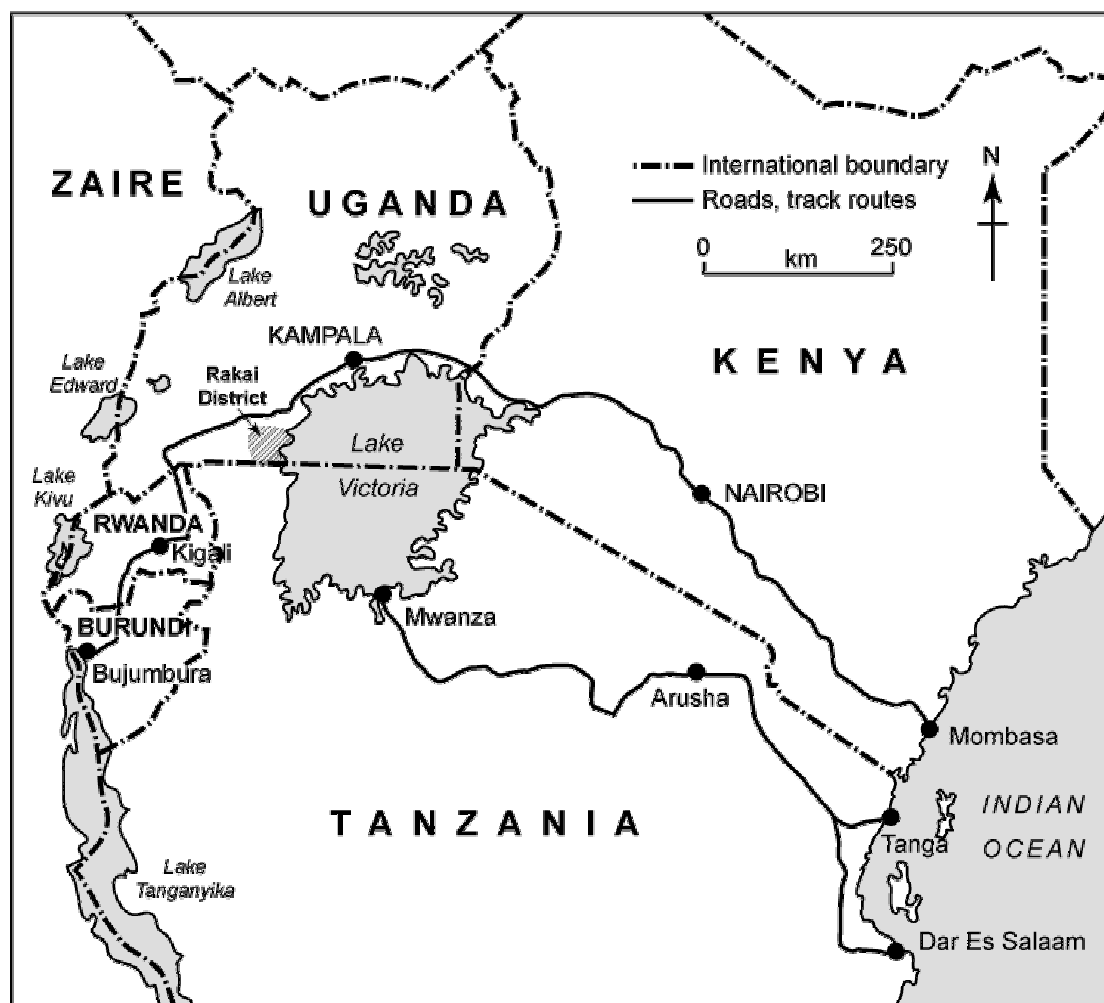 ZAIRE
UGANDA
International boundary
Roads, track routes
0
250
km
N
Lake
Albert
KAMPALA
KENYA
Lake
Edward
Rakai
District
Lake
Victoria
Lake
Kivu
NAIROBI
RWANDA
Kigali
Mwanza
BURUNDI
Bujumbura
Arusha
Mombasa
TANZANIA
INDIAN
OCEAN
Tanga
Lake
Tanganyika
Dar Es Salaam